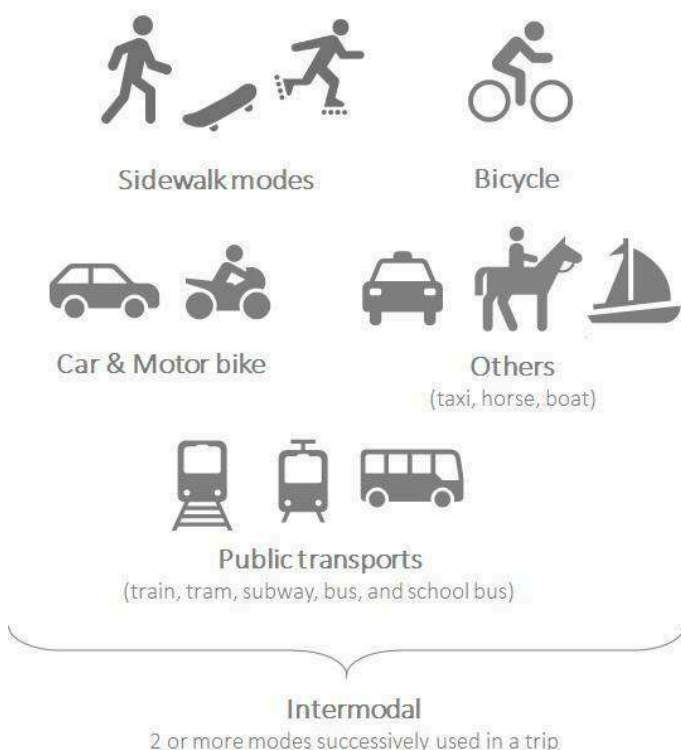 Sidewalk modes
Bicycle
Car & Motor bike
Others
(taxi, horse, boat)
Public transports
(train, tram, subway, bus, and school bus)
Intermodal
2 or more modes successively used in a trip